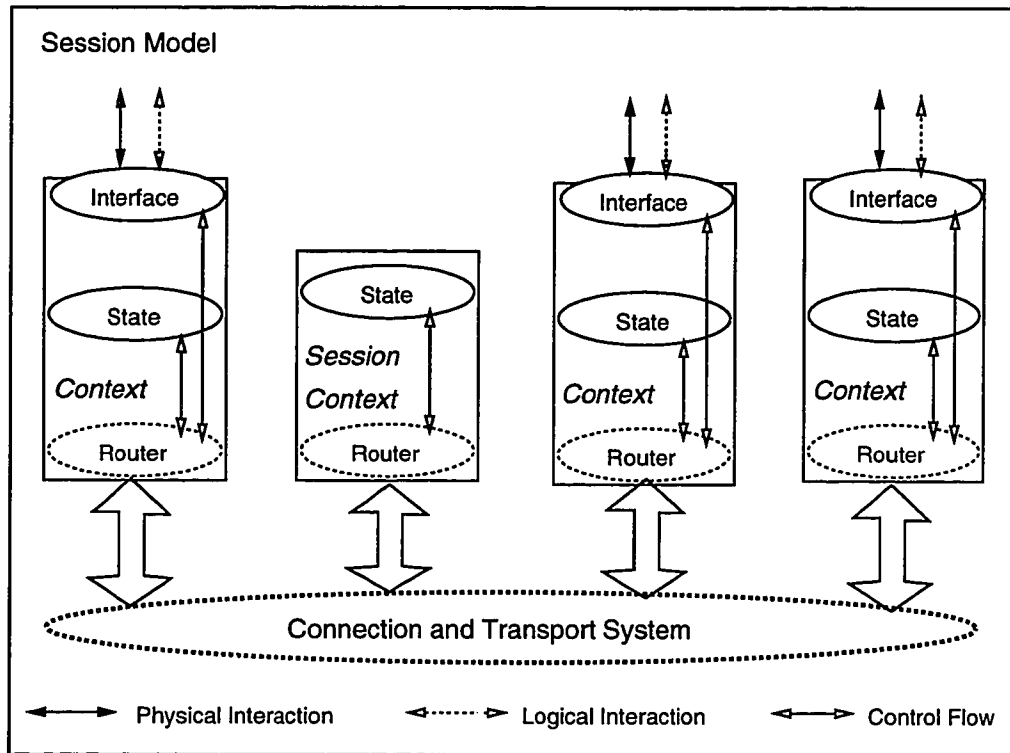 Session Model
Interface
State
Context
Router
State
Session
Context
Router
Interface
State
Context
Router
Interface
State
Context
Router
Connection and Transport System
Physical Interaction
Logical Interaction
Control Flow